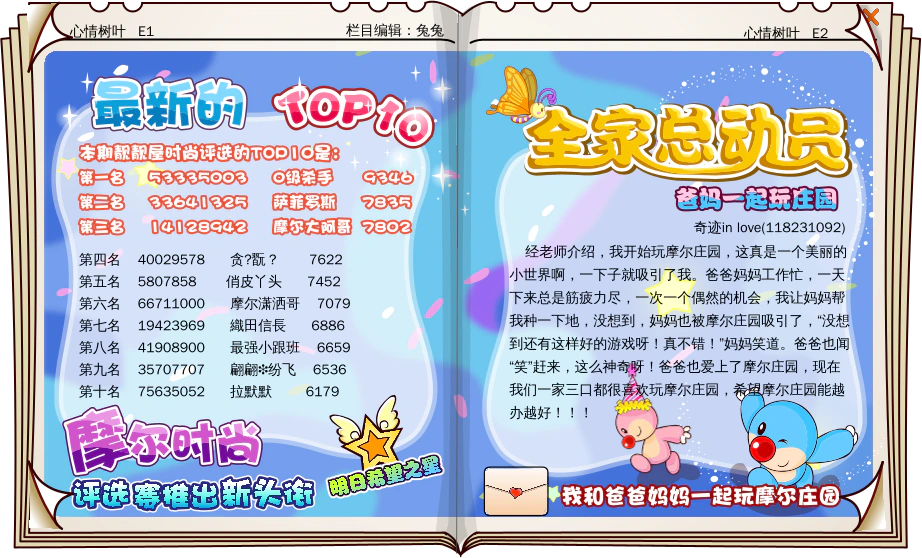 心情树叶 E1
栏目编辑：兔兔
最新的 TOP10
本期靓靓屋时尚评选的TOP10是：
第一名 53335003 0级杀手 9346
第二名 33641325 萨菲罗斯 7835
第三名 14128942 摩尔大阿哥 7802
第四名 40029578 贪?翫？ 7622
第五名 5807858 俏皮丫头 7452
第六名 66711000 摩尔潇洒哥 7079
第七名 19423969 織田信長 6886
第八名 41908900 最强小跟班 6659
第九名 35707707 翩翩❉纷飞 6536
第十名 75635052 拉默默 6179
摩尔时尚
评选赛推出新头衔
明日希望之星
心情树叶 E2
全家总动员
爸妈一起玩庄园
奇迹in love(118231092)
经老师介绍，我开始玩摩尔庄园，这真是一个美丽的
小世界啊，一下子就吸引了我。爸爸妈妈工作忙，一天
下来总是筋疲力尽，一次一个偶然的机会，我让妈妈帮
我种一下地，没想到，妈妈也被摩尔庄园吸引了，“没想
到还有这样好的游戏呀！真不错！”妈妈笑道。爸爸也闻
“笑”赶来，这么神奇呀！爸爸也爱上了摩尔庄园，现在
我们一家三口都很喜欢玩摩尔庄园，希望摩尔庄园能越
办越好！！！
我和爸爸妈妈一起玩摩尔庄园